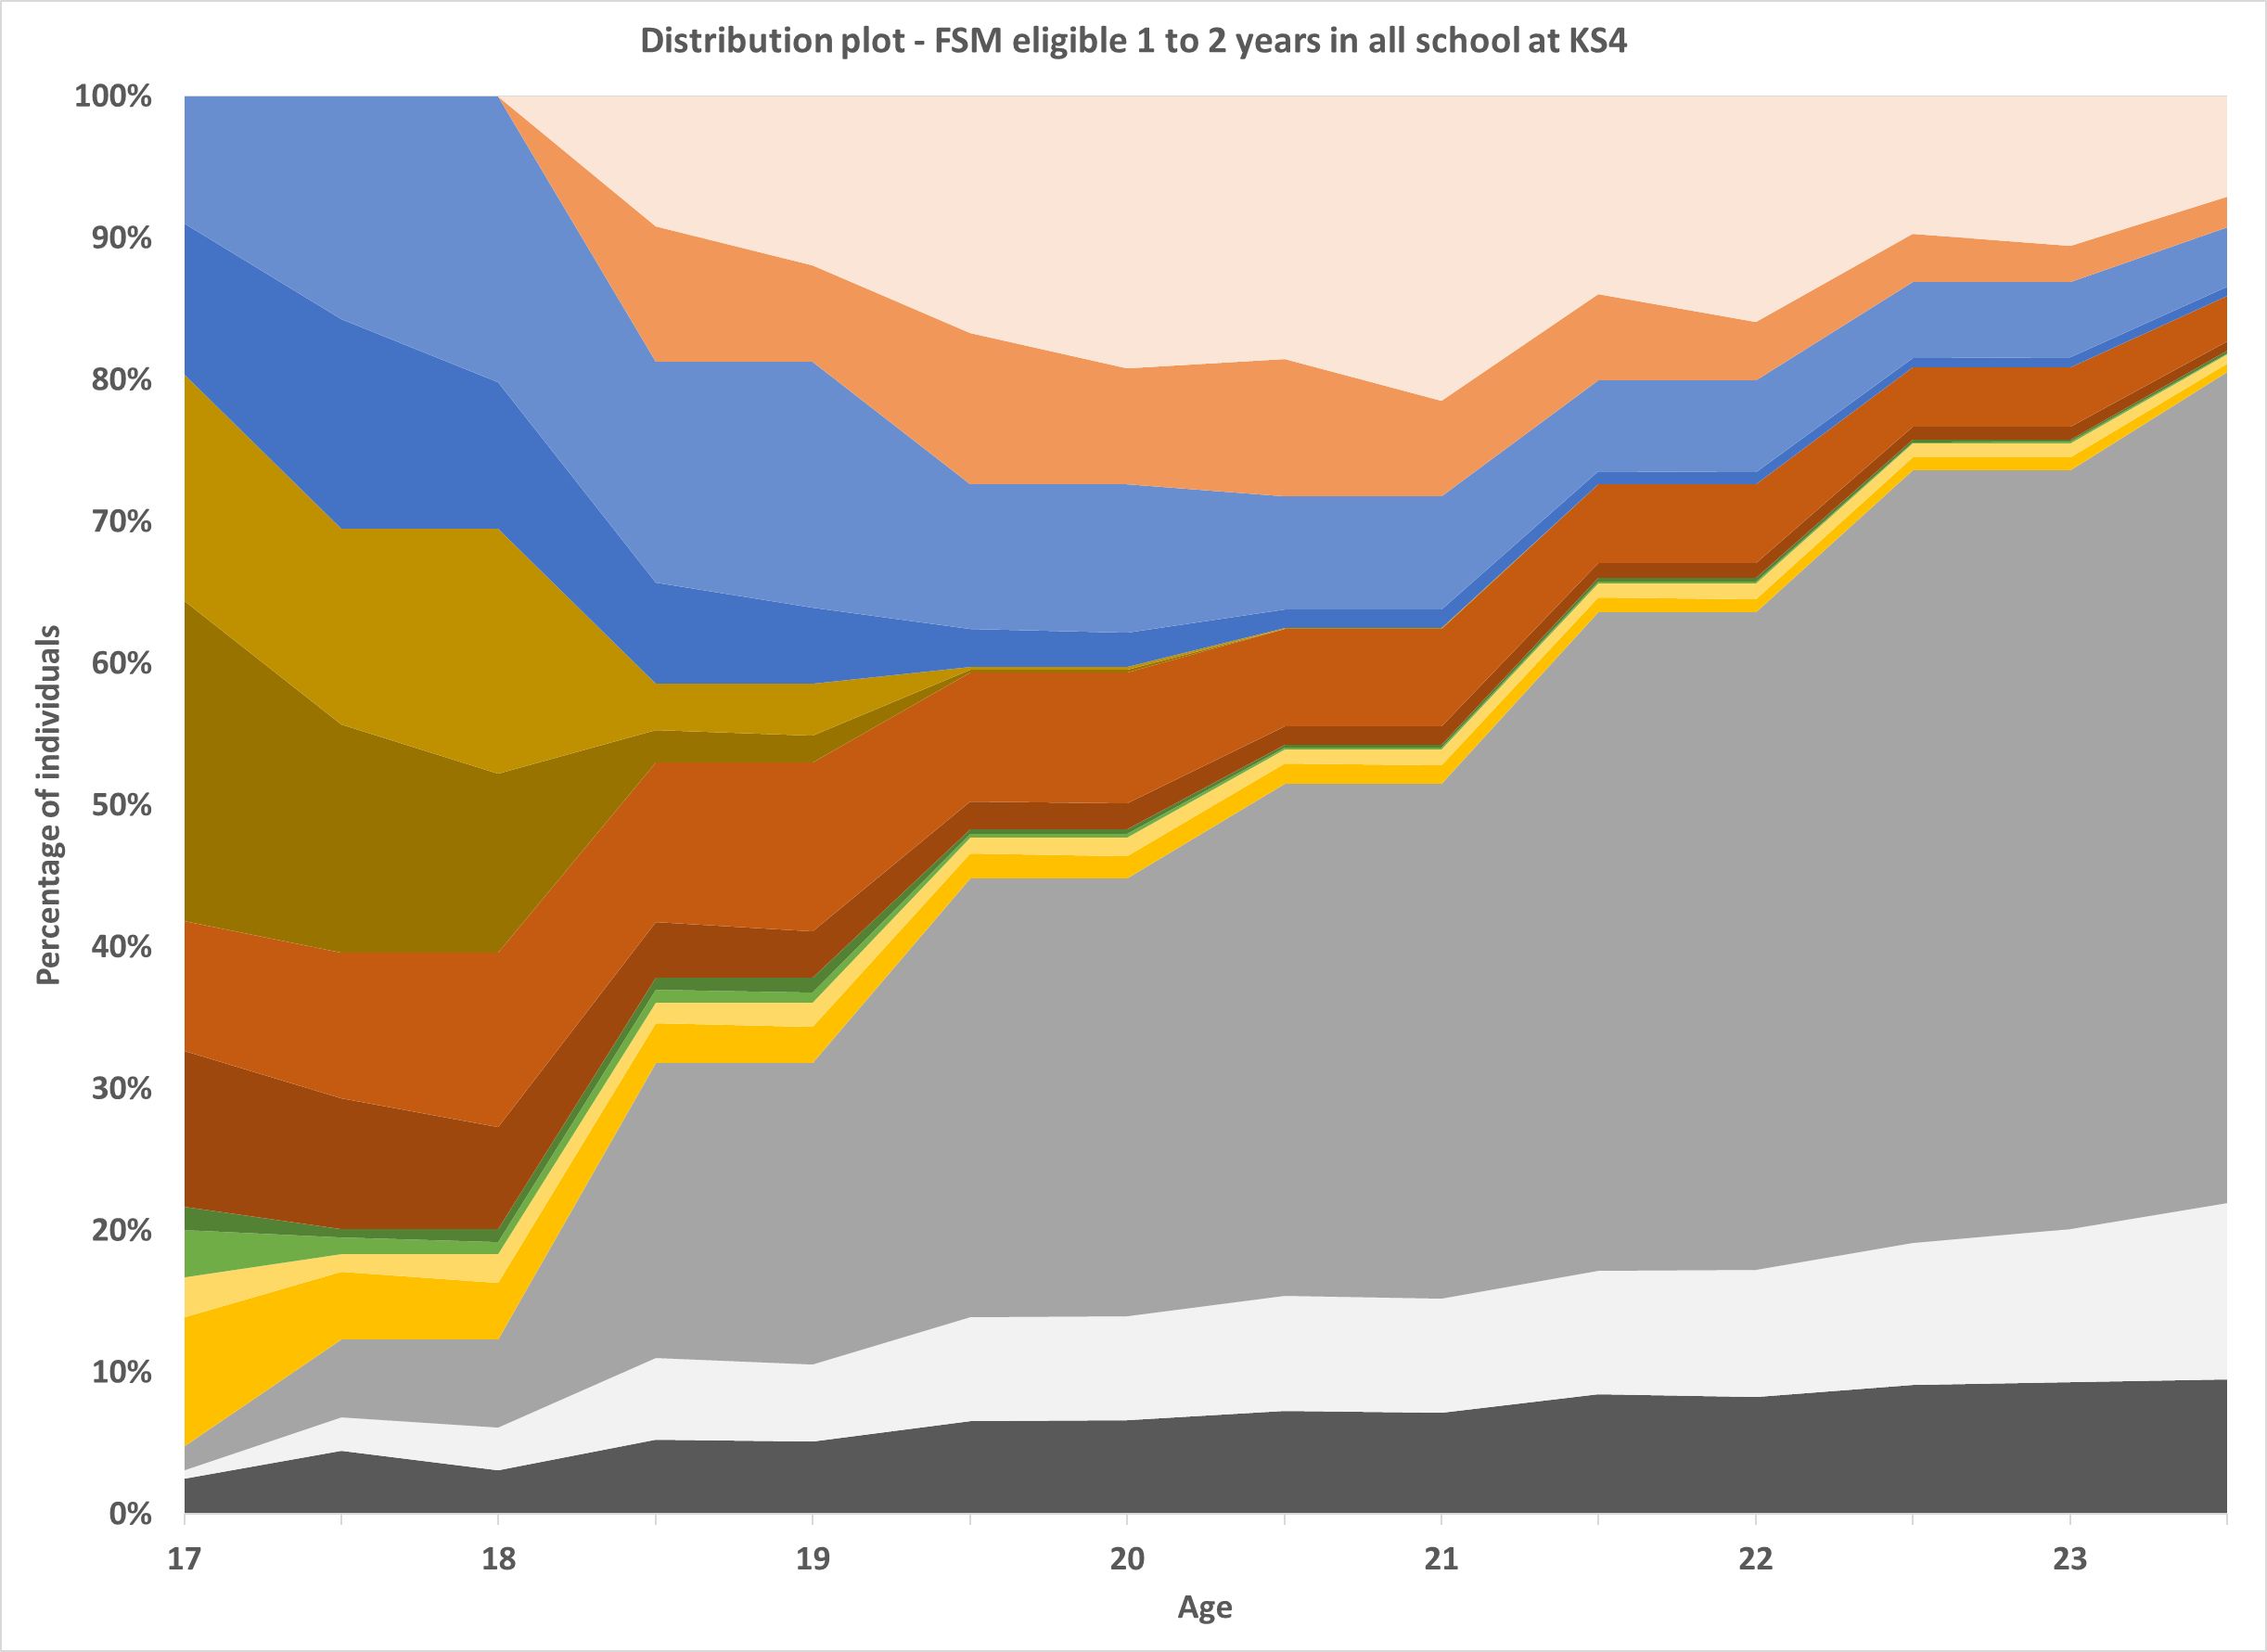 Distribution plot - FSM eligible 1 to 2 years in all school at KS4
100%
90%
80%
70%
60%
50%
40%
30%
20%
10%
0%
Percentage of individuals
17 18 19 20 21 22 23
Age